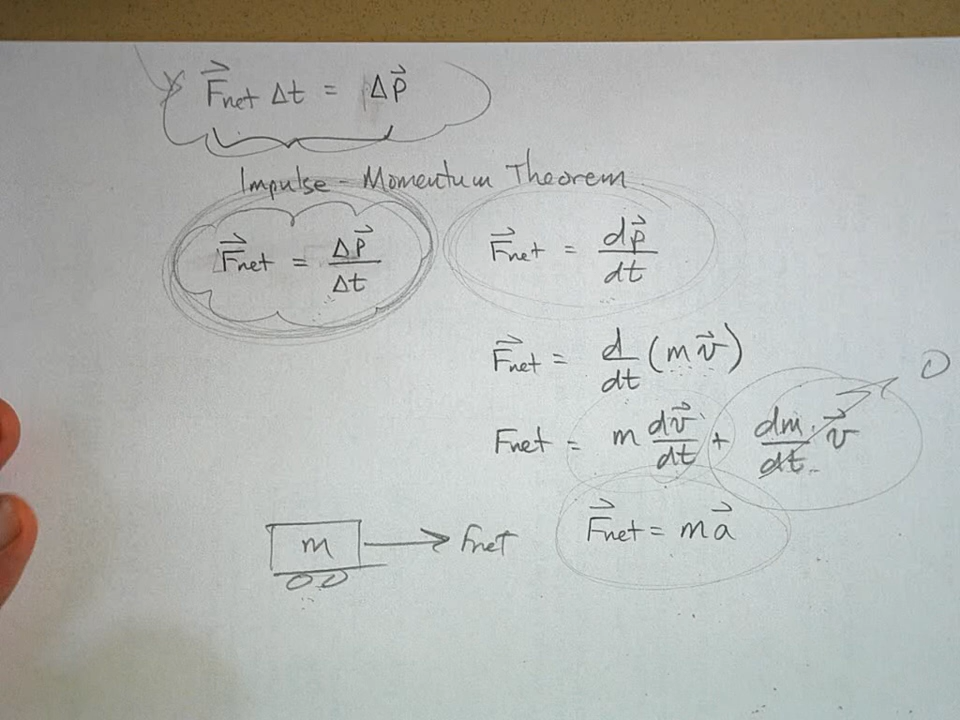 F⃗net Δt = Δp⃗
Impulse - Momentum Theorem
F⃗net = Δp⃗/Δt
F⃗net = dp⃗/dt
F⃗net = d/dt (mv⃗)
Fnet = m dv⃗/dt + dm/dt · v⃗ 0
m Fnet
F⃗net = ma⃗